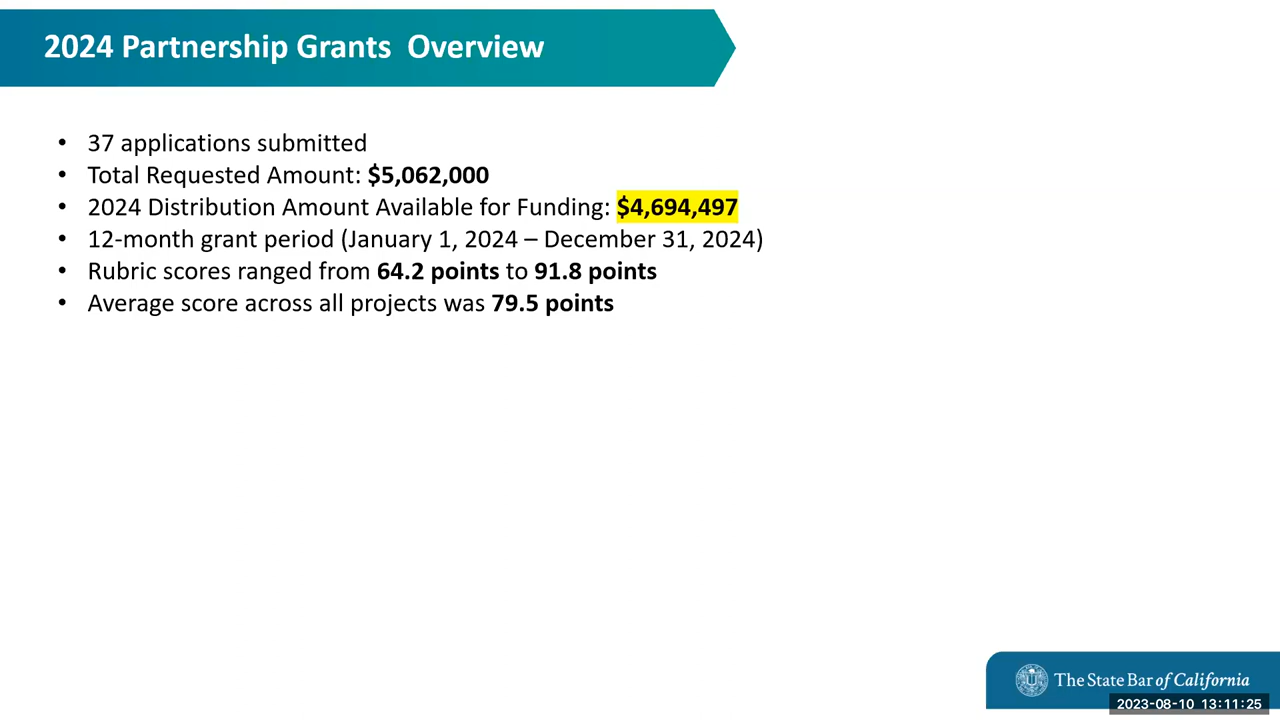 2024 Partnership Grants  Overview
• 37 applications submitted
• Total Requested Amount: $5,062,000
• 2024 Distribution Amount Available for Funding: $4,694,497
• 12-month grant period (January 1, 2024 – December 31, 2024)
• Rubric scores ranged from 64.2 points to 91.8 points
• Average score across all projects was 79.5 points
The State Bar of California
2023-08-10 13:11:25